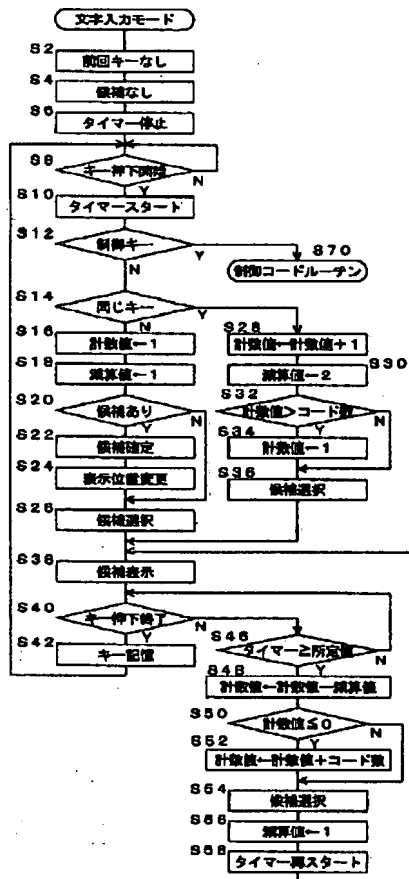 文字入力モード
S2
前回キーなし
S4
候補なし
S6
タイマー停止
S8
キー押下開始
N
Y
S10
タイマースタート
S12
制御キー
Y
N
S70
制御コードルーチン
S14
同じキー
Y
N
S16
計数値←1
S18
減算値←1
S20
候補あり
N
Y
S22
候補確定
S24
表示位置変更
S26
候補選択
S28
計数値←計数値+1
S30
減算値←2
S32
計数値>コード数
N
Y
S34
計数値←1
S36
候補選択
S38
候補表示
S40
キー押下終了
N
Y
S42
キー記憶
S46
タイマー≧所定値
N
Y
S48
計数値←計数値-減算値
S50
計数値≦0
N
Y
S52
計数値←計数値+コード数
S54
候補選択
S56
減算値←1
S58
タイマー再スタート